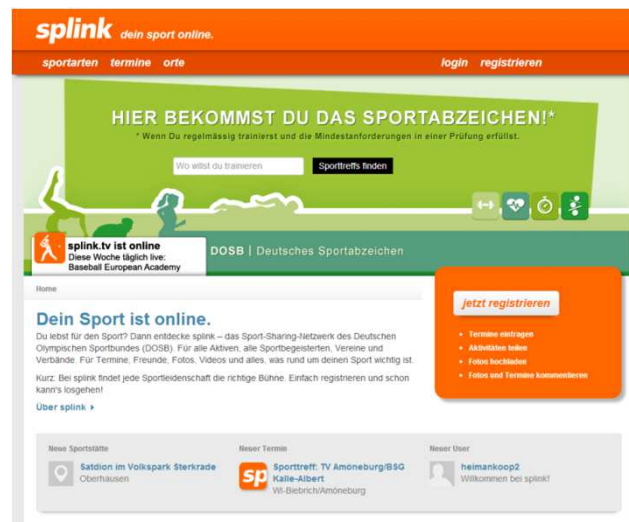 splink dein sport online.
sportarten termine orte login registrieren
HIER BEKOMMST DU DAS SPORTABZEICHEN!*
* Wenn Du regelmässig trainierst und die Mindestanforderungen in einer Prüfung erfüllst.
Wo willst du trainieren Sporttreffs finden
splink.tv ist online
Diese Woche täglich live:
Baseball European Academy
DOSB | Deutsches Sportabzeichen
Home
Dein Sport ist online.
Du lebst für den Sport? Dann entdecke splink – das Sport-Sharing-Netzwerk des Deutschen
Olympischen Sportbundes (DOSB). Für alle Aktiven, alle Sportbegeisterten, Vereine und
Verbände. Für Termine, Freunde, Fotos, Videos und alles, was rund um deinen Sport wichtig ist.
Kurz: Bei splink findet jede Sportleidenschaft die richtige Bühne. Einfach registrieren und schon
kann's losgehen!
Über splink
jetzt registrieren
Termine eintragen
Aktivitäten teilen
Fotos hochladen
Fotos und Termine kommentieren
Neue Sportstätte
Satdion im Volkspark Sterkrade
Oberhausen
Neuer Termin
sp
Sporttreff: TV Amöneburg/BSG
Kalle-Albert
WI-Biebrich/Amöneburg
Neuer User
heimankoop2
Willkommen bei splink!